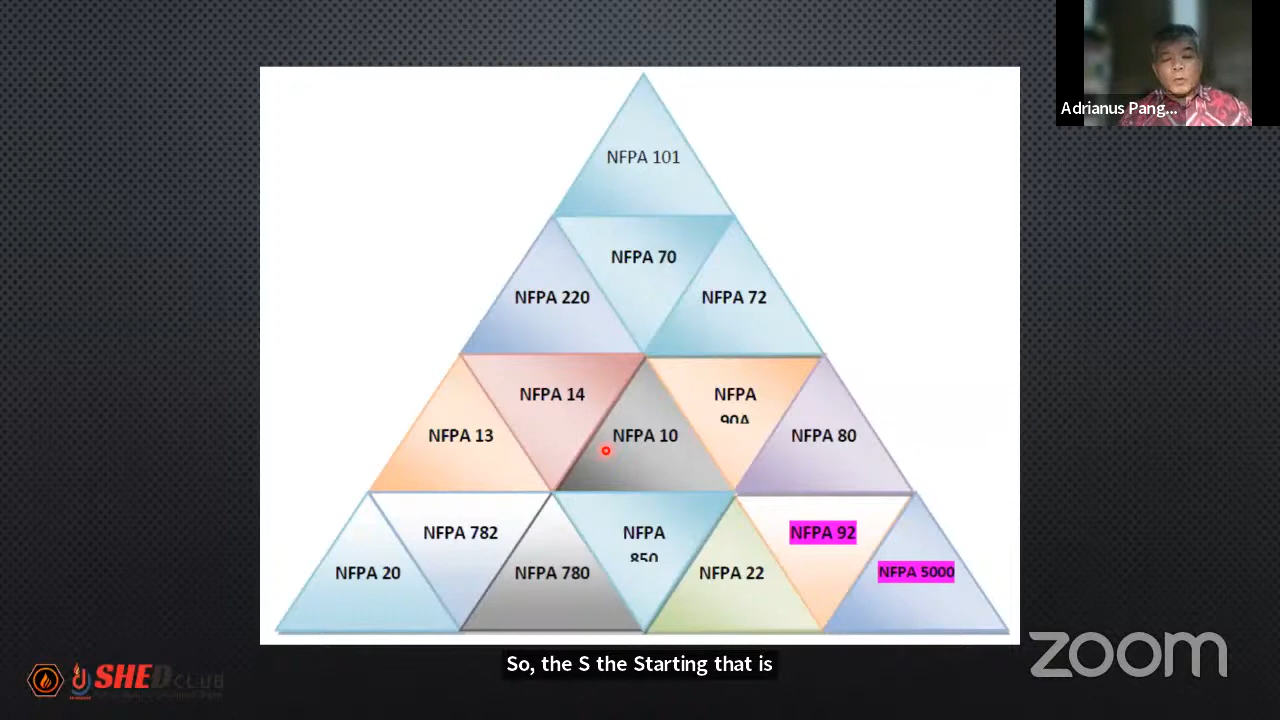 Adrianus Pang...
NFPA 101
NFPA 70
NFPA 220
NFPA 72
NFPA 14
NFPA
90A
NFPA 13
NFPA 10
NFPA 80
NFPA 782
NFPA
850
NFPA 92
NFPA 20
NFPA 780
NFPA 22
NFPA 5000
So, the S the Starting that is
zoom
SHED CLUB